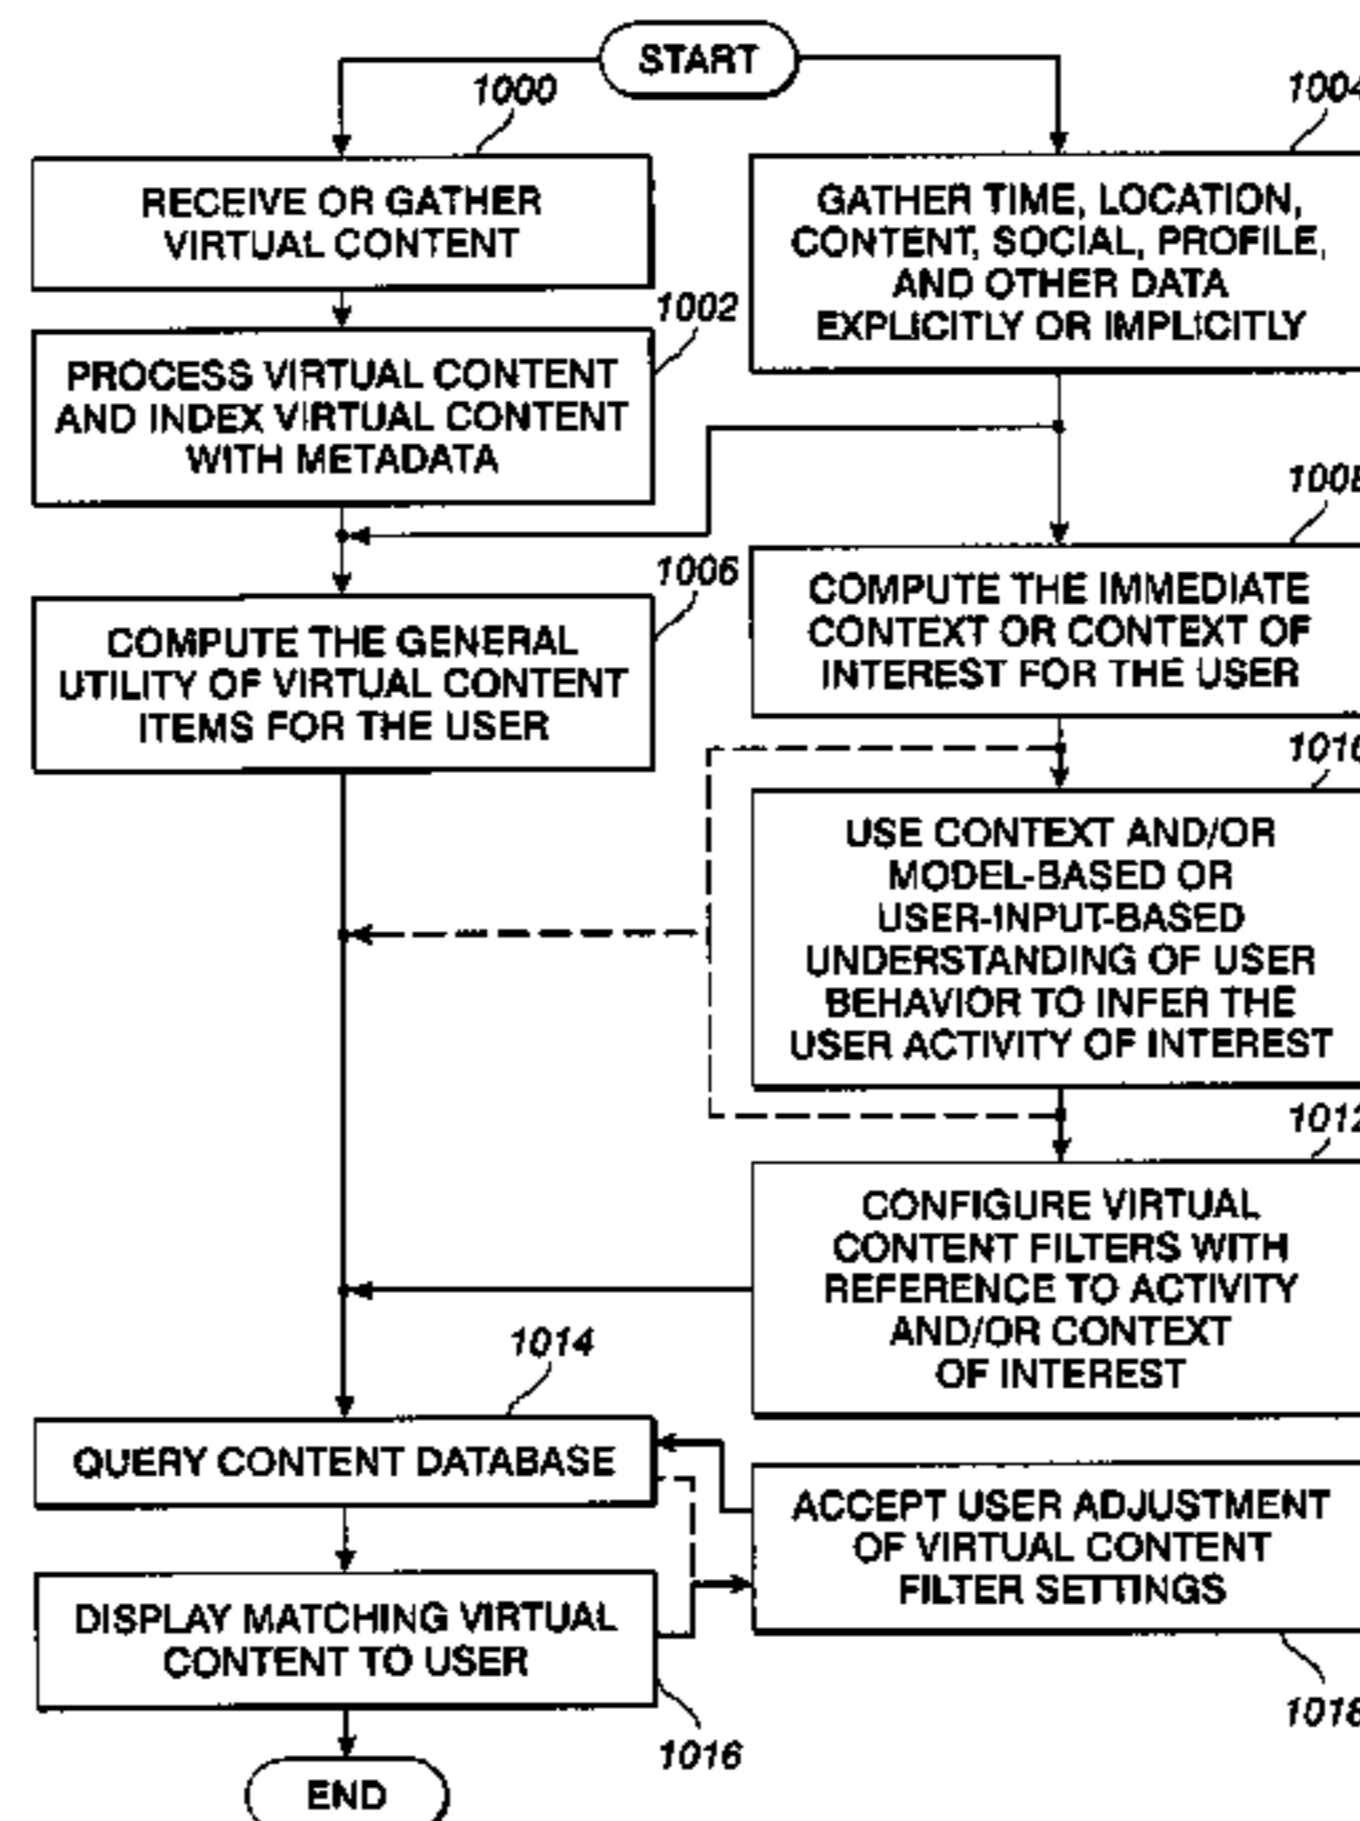 START
1000
1004
RECEIVE OR GATHER
VIRTUAL CONTENT
GATHER TIME, LOCATION,
CONTENT, SOCIAL, PROFILE,
AND OTHER DATA
EXPLICITLY OR IMPLICITLY
1002
PROCESS VIRTUAL CONTENT
AND INDEX VIRTUAL CONTENT
WITH METADATA
1008
COMPUTE THE IMMEDIATE
CONTEXT OR CONTEXT OF
INTEREST FOR THE USER
1006
COMPUTE THE GENERAL
UTILITY OF VIRTUAL CONTENT
ITEMS FOR THE USER
1010
USE CONTEXT AND/OR
MODEL-BASED OR
USER-INPUT-BASED
UNDERSTANDING OF USER
BEHAVIOR TO INFER THE
USER ACTIVITY OF INTEREST
1012
CONFIGURE VIRTUAL
CONTENT FILTERS WITH
REFERENCE TO ACTIVITY
AND/OR CONTEXT
OF INTEREST
1014
QUERY CONTENT DATABASE
ACCEPT USER ADJUSTMENT
OF VIRTUAL CONTENT
FILTER SETTINGS
1018
DISPLAY MATCHING VIRTUAL
CONTENT TO USER
1016
END